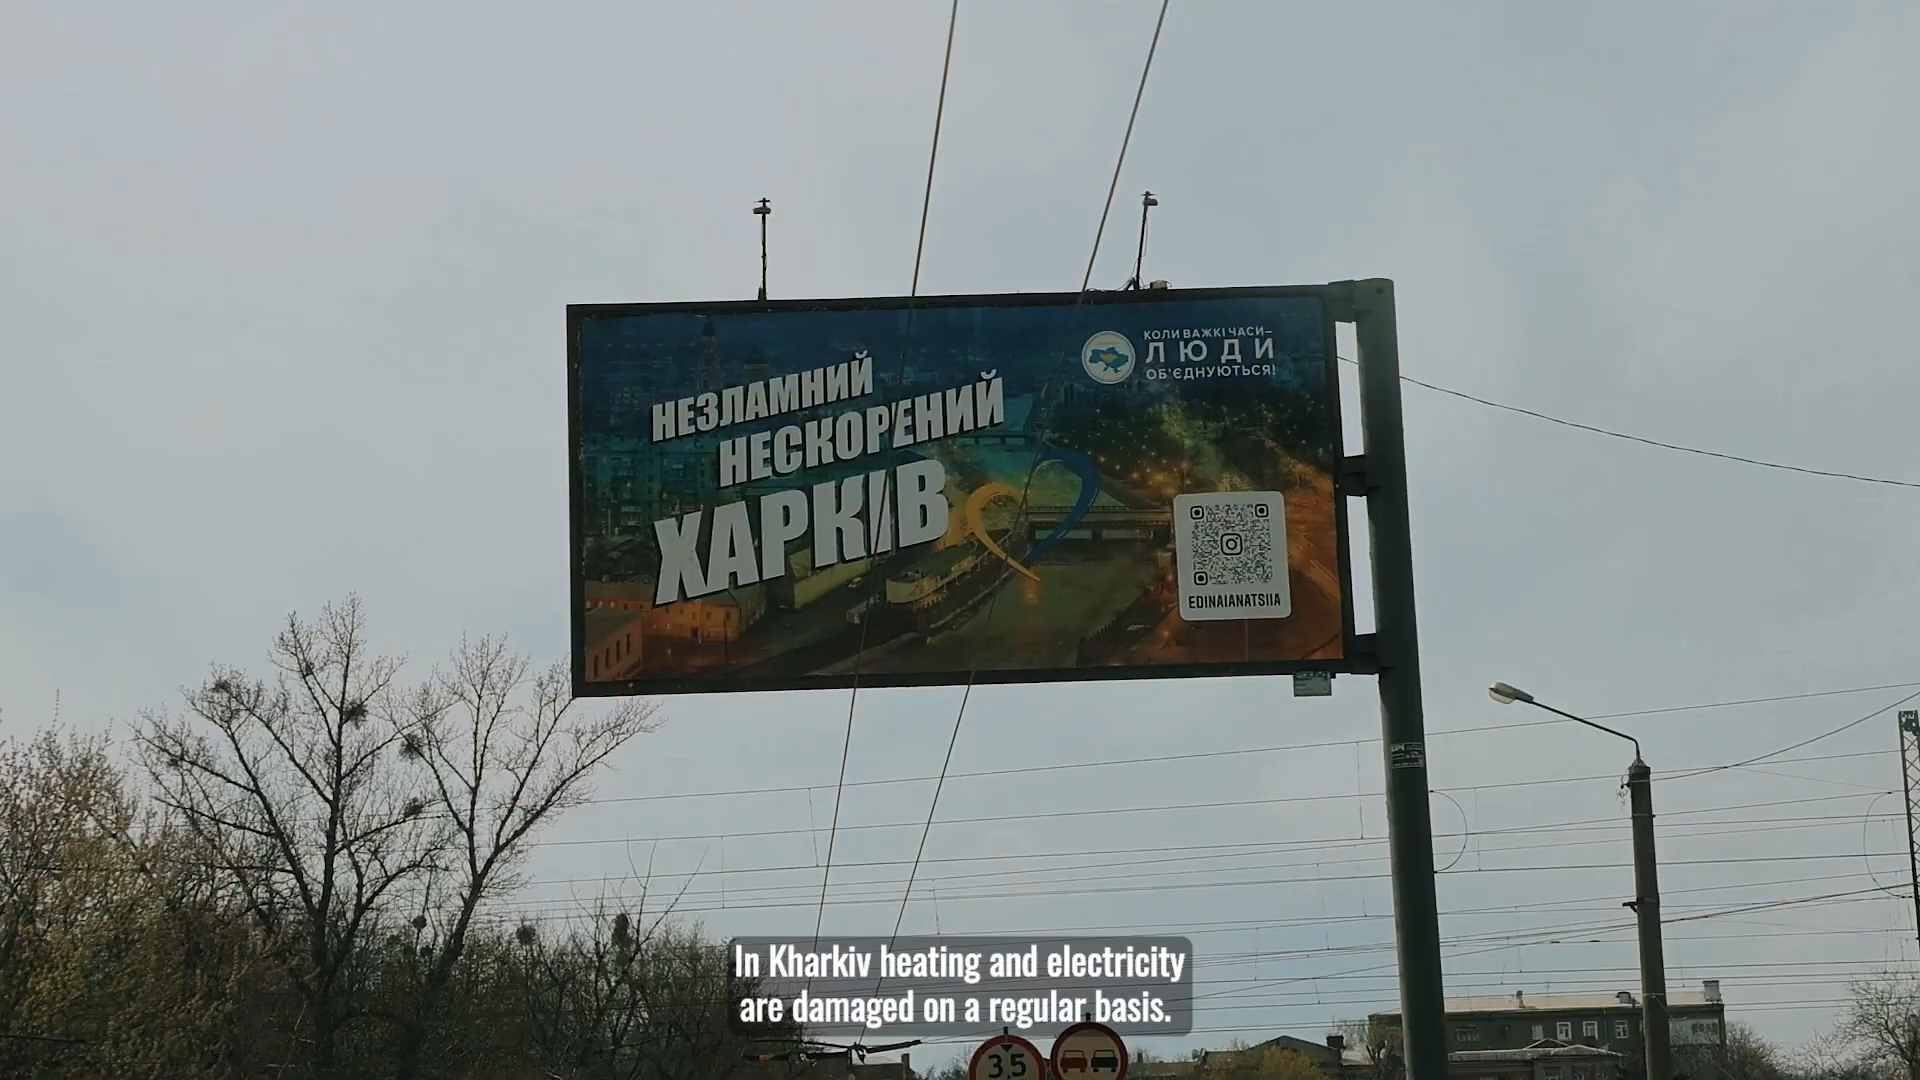 КОЛИ ВАЖКІ ЧАСИ–
ЛЮДИ
ОБ'ЄДНУЮТЬСЯ!
НЕЗЛАМНИЙ
НЕСКОРЕНИЙ
ХАРКІВ
EDINAIANATSIIA
In Kharkiv heating and electricity
are damaged on a regular basis.
3,5